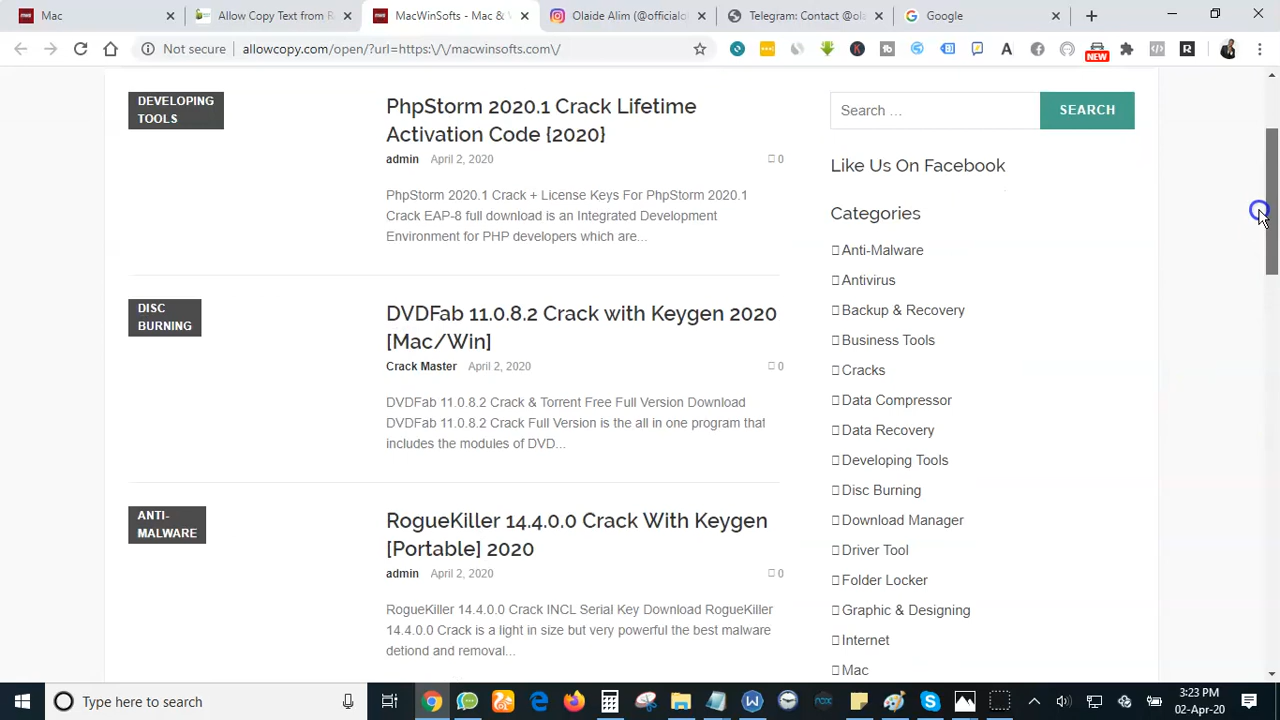 Mac
Allow Copy Text from R
MacWinSofts - Mac & 
Olaide Alim (@official
Telegram: Contact @ola
Google
Not secure
allowcopy.com/open/?url=https:\/\/macwinsofts.com\/
NEW
DEVELOPING
TOOLS
PhpStorm 2020.1 Crack Lifetime
Activation Code {2020}
admin April 2, 2020 0
PhpStorm 2020.1 Crack + License Keys For PhpStorm 2020.1
Crack EAP-8 full download is an Integrated Development
Environment for PHP developers which are...
DISC
BURNING
DVDFab 11.0.8.2 Crack with Keygen 2020
[Mac/Win]
Crack Master April 2, 2020 0
DVDFab 11.0.8.2 Crack & Torrent Free Full Version Download
DVDFab 11.0.8.2 Crack Full Version is the all in one program that
includes the modules of DVD...
ANTI-
MALWARE
RogueKiller 14.4.0.0 Crack With Keygen
[Portable] 2020
admin April 2, 2020 0
RogueKiller 14.4.0.0 Crack INCL Serial Key Download RogueKiller
14.4.0.0 Crack is a light in size but very powerful the best malware
detiond and removal...
Search ...
SEARCH
Like Us On Facebook
Categories
Anti-Malware
Antivirus
Backup & Recovery
Business Tools
Cracks
Data Compressor
Data Recovery
Developing Tools
Disc Burning
Download Manager
Driver Tool
Folder Locker
Graphic & Designing
Internet
Mac
Type here to search
3:23 PM
02-Apr-20